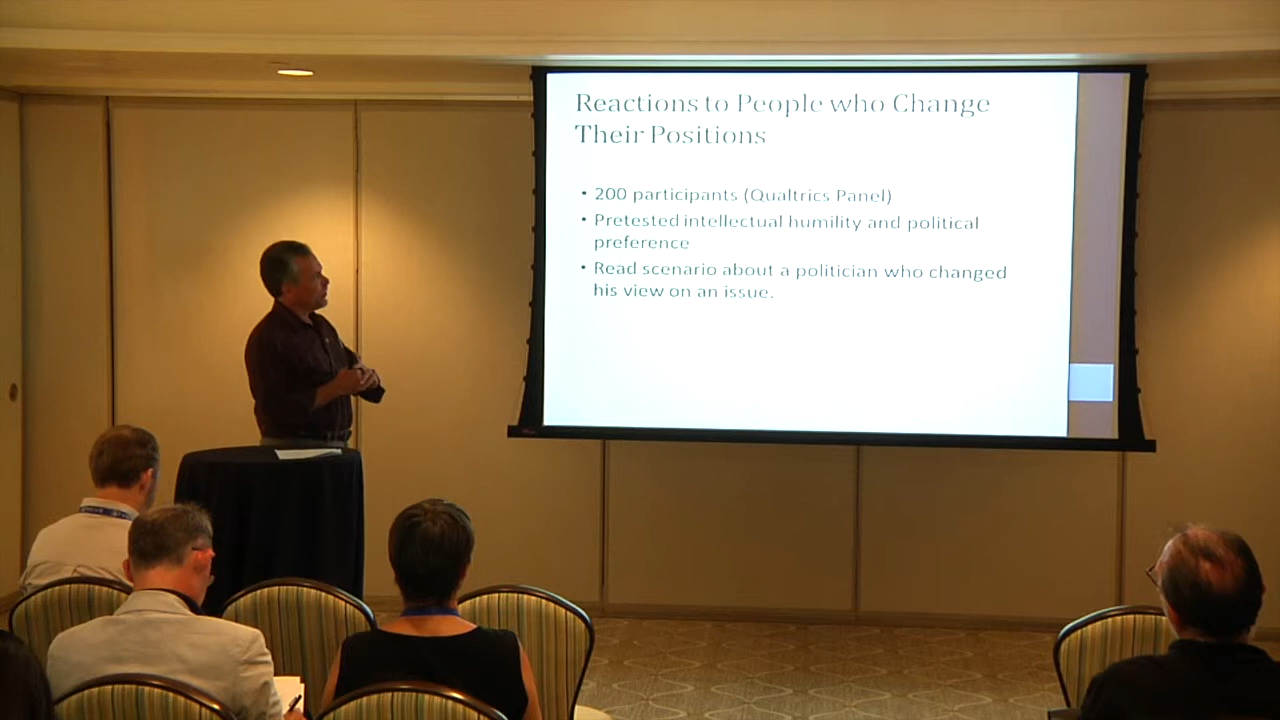 Reactions to People who Change
Their Positions
• 200 participants (Qualtrics Panel)
• Pretested intellectual humility and political
preference
• Read scenario about a politician who changed
his view on an issue.